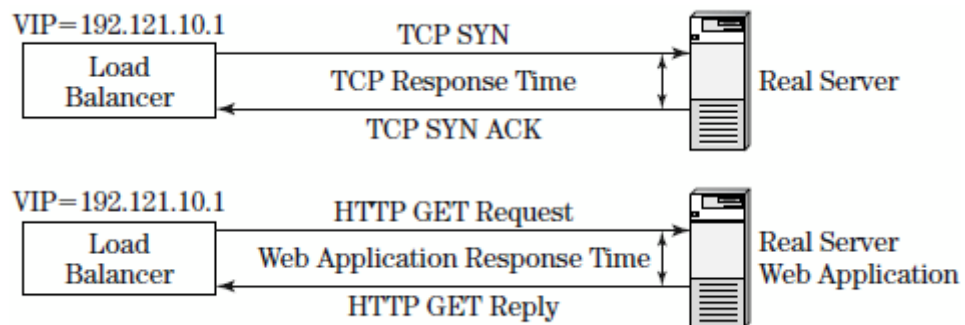 VIP=192.121.10.1
TCP SYN
Load
Balancer
TCP Response Time
Real Server
TCP SYN ACK
VIP=192.121.10.1
HTTP GET Request
Load
Balancer
Web Application Response Time
Real Server
Web Application
HTTP GET Reply